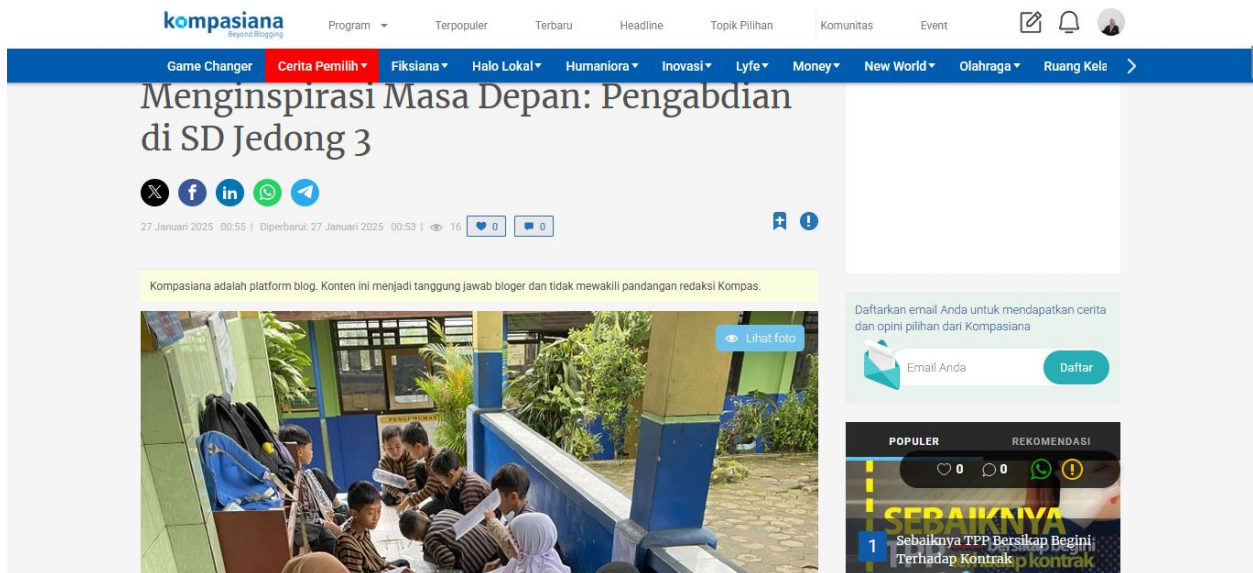 kompasiana
Beyond Blogging
Program
Terpopuler
Terbaru
Headline
Topik Pilihan
Komunitas
Event
Game Changer
Cerita Pemilih
Fiksiana
Halo Lokal
Humaniora
Inovasi
Lyfe
Money
New World
Olahraga
Ruang Kela
Menginspirasi Masa Depan: Pengabdian
di SD Jedong 3
27 Januari 2025 00:55 | Diperbarui: 27 Januari 2025 00:53 | 16
0
0
Kompasiana adalah platform blog. Konten ini menjadi tanggung jawab bloger dan tidak mewakili pandangan redaksi Kompas.
Lihat foto
PENGUMUMAN
Daftarkan email Anda untuk mendapatkan cerita
dan opini pilihan dari Kompasiana
Email Anda
Daftar
POPULER
REKOMENDASI
0
0
SEBAIKNYA
TPP
1
Sebaiknya TPP Bersikap Begini
Terhadap Kontrak